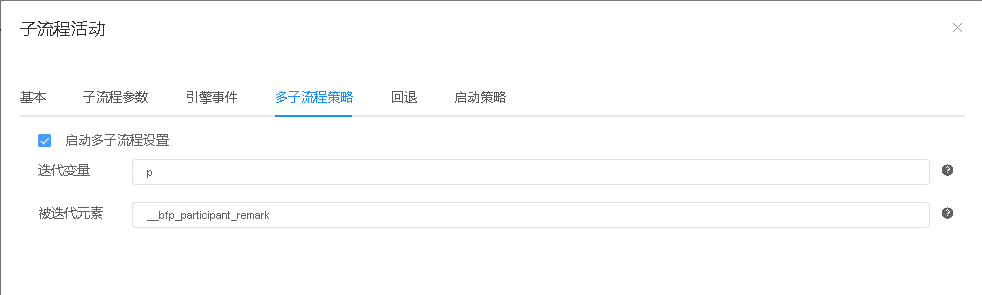 子流程活动
基本 子流程参数 引擎事件 多子流程策略 回退 启动策略
启动多子流程设置
迭代变量 p
被迭代元素 __bfp_participant_remark